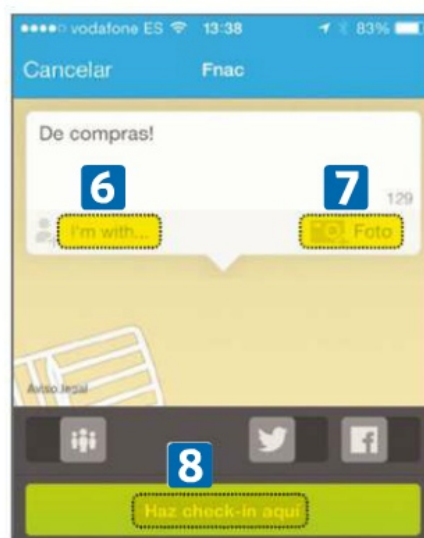 vodafone ES 13:38 83%
Cancelar Fnac
De compras!
6 7
129
I'm with... Foto
Aviso legal
8
Haz check-in aquí